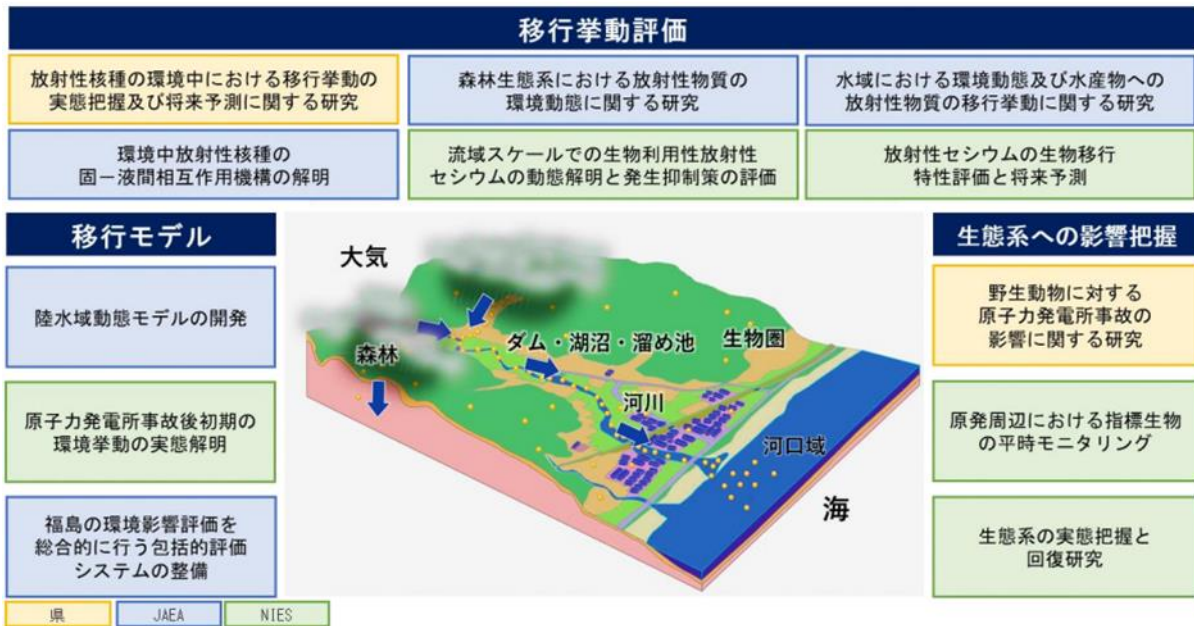 移行挙動評価
放射性核種の環境中における移行挙動の
実態把握及び将来予測に関する研究
森林生態系における放射性物質の
環境動態に関する研究
水域における環境動態及び水産物への
放射性物質の移行挙動に関する研究
環境中放射性核種の
固ー液間相互作用機構の解明
流域スケールでの生物利用性放射性
セシウムの動態解明と発生抑制策の評価
放射性セシウムの生物移行
特性評価と将来予測
移行モデル
陸水域動態モデルの開発
原子力発電所事故後初期の
環境挙動の実態解明
福島の環境影響評価を
総合的に行う包括的評価
システムの整備
大気
森林
ダム・湖沼・溜め池
生物圏
河川
河口域
海
生態系への影響把握
野生動物に対する
原子力発電所事故の
影響に関する研究
原発周辺における指標生物
の平時モニタリング
生態系の実態把握と
回復研究
県
JAEA
NIES